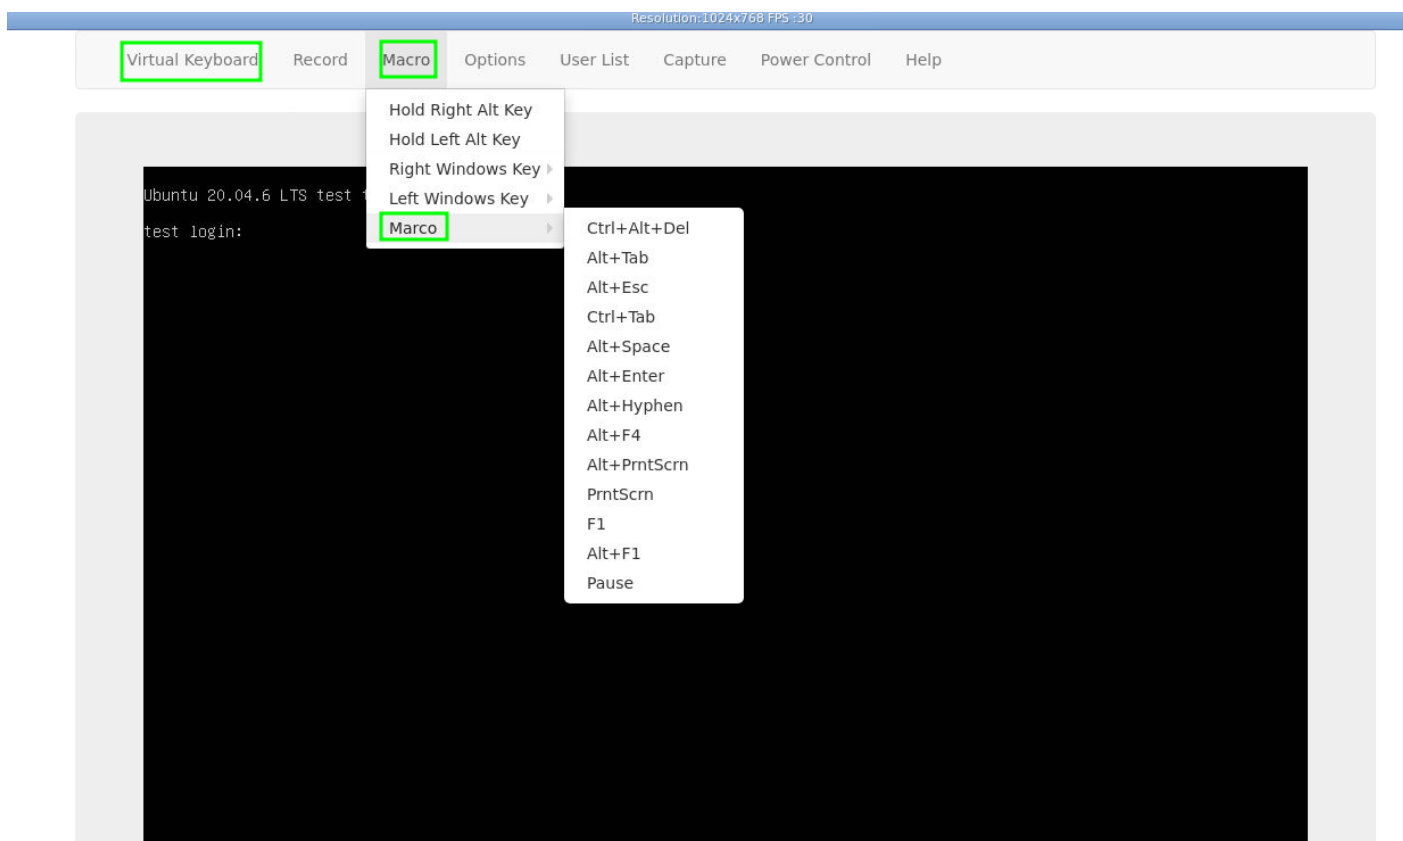 Resolution:1024x768 FPS :30
Virtual Keyboard Record Macro Options User List Capture Power Control Help
Hold Right Alt Key
Hold Left Alt Key
Right Windows Key
Left Windows Key
Marco
Ubuntu 20.04.6 LTS test
test login:
Ctrl+Alt+Del
Alt+Tab
Alt+Esc
Ctrl+Tab
Alt+Space
Alt+Enter
Alt+Hyphen
Alt+F4
Alt+PrntScrn
PrntScrn
F1
Alt+F1
Pause